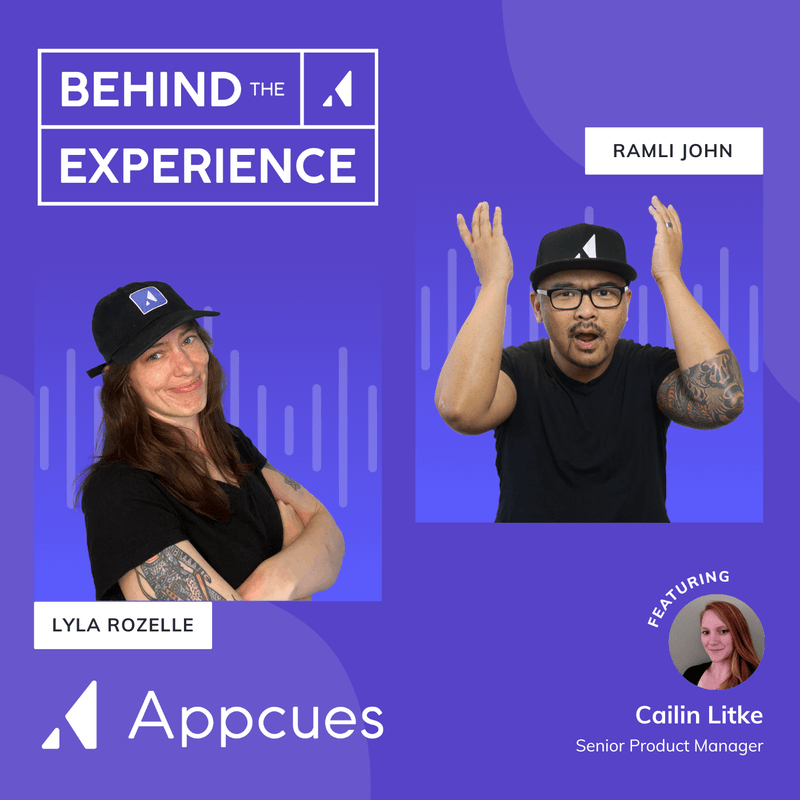 BEHIND THE
EXPERIENCE
RAMLI JOHN
LYLA ROZELLE
Appcues
FEATURING
Cailin Litke
Senior Product Manager